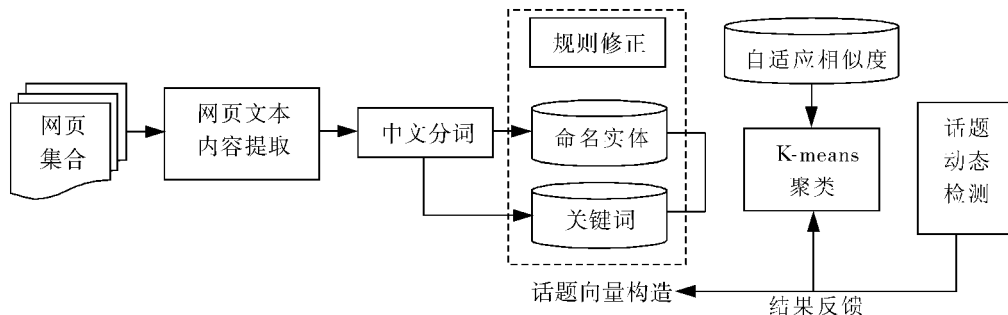 网页
集合
网页文本
内容提取
中文分词
规则修正
命名实体
关键词
话题向量构造
自适应相似度
K-means
聚类
结果反馈
话题
动态
检测